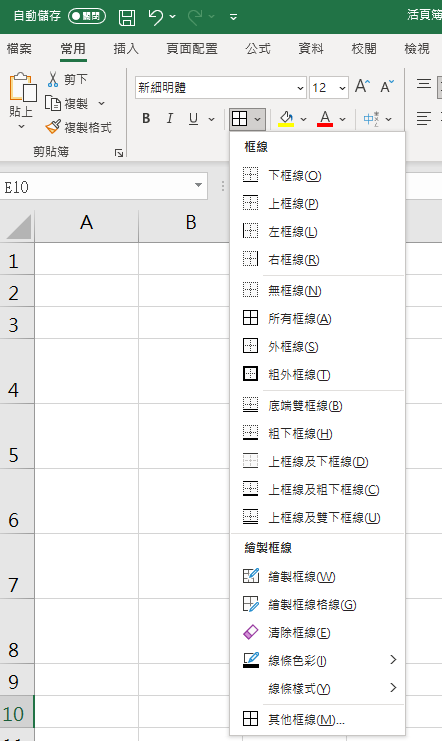 自動儲存 關閉 活頁簿
檔案 常用 插入 頁面配置 公式 資料 校閱 檢視
貼上
剪下
複製
複製格式
剪貼簿
新細明體 12 A A
B I U A 中
E10
A B
框線
下框線(O)
上框線(P)
左框線(L)
右框線(R)
無框線(N)
所有框線(A)
外框線(S)
粗外框線(T)
底端雙框線(B)
粗下框線(H)
上框線及下框線(D)
上框線及粗下框線(C)
上框線及雙下框線(U)
繪製框線
繪製框線(W)
繪製框線格線(G)
清除框線(E)
線條色彩(I)
線條樣式(Y)
其他框線(M)...
1
2
3
4
5
6
7
8
9
10